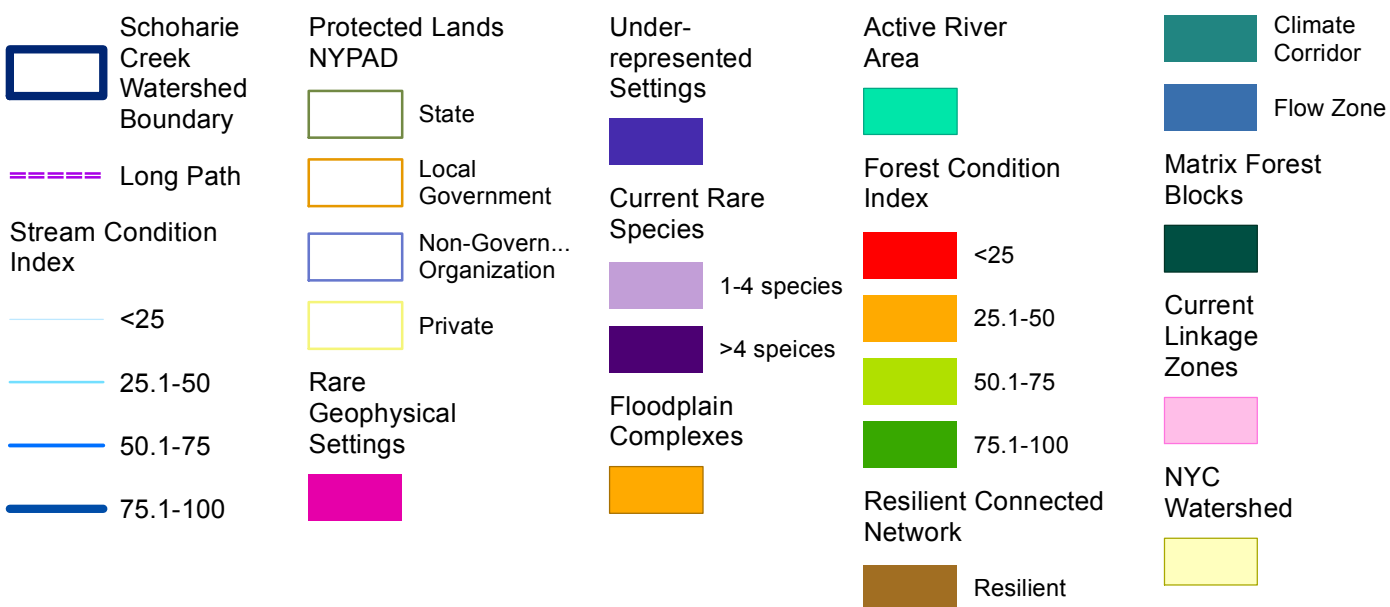 Schoharie
Creek
Watershed
Boundary
Long Path
Stream Condition
Index
<25
25.1-50
50.1-75
75.1-100
Protected Lands
NYPAD
State
Local
Government
Non-Govern...
Organization
Private
Rare
Geophysical
Settings
Under-
represented
Settings
Current Rare
Species
1-4 species
>4 speices
Floodplain
Complexes
Active River
Area
Forest Condition
Index
<25
25.1-50
50.1-75
75.1-100
Resilient Connected
Network
Resilient
Climate
Corridor
Flow Zone
Matrix Forest
Blocks
Current
Linkage
Zones
NYC
Watershed